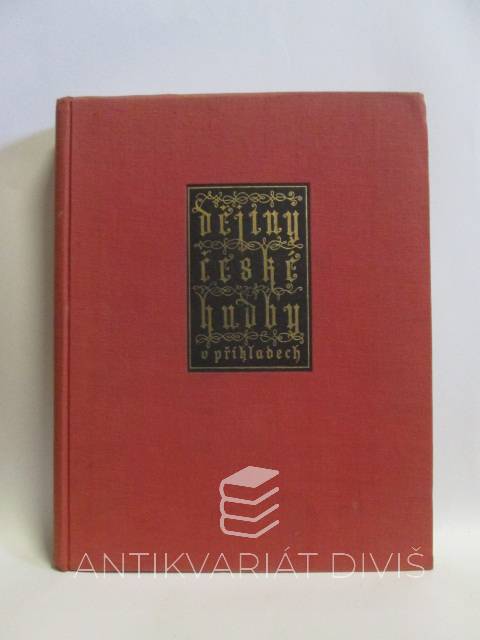 dějiny
české
hudby
v příkladech
ANTIKVARIÁT DIVIŠ